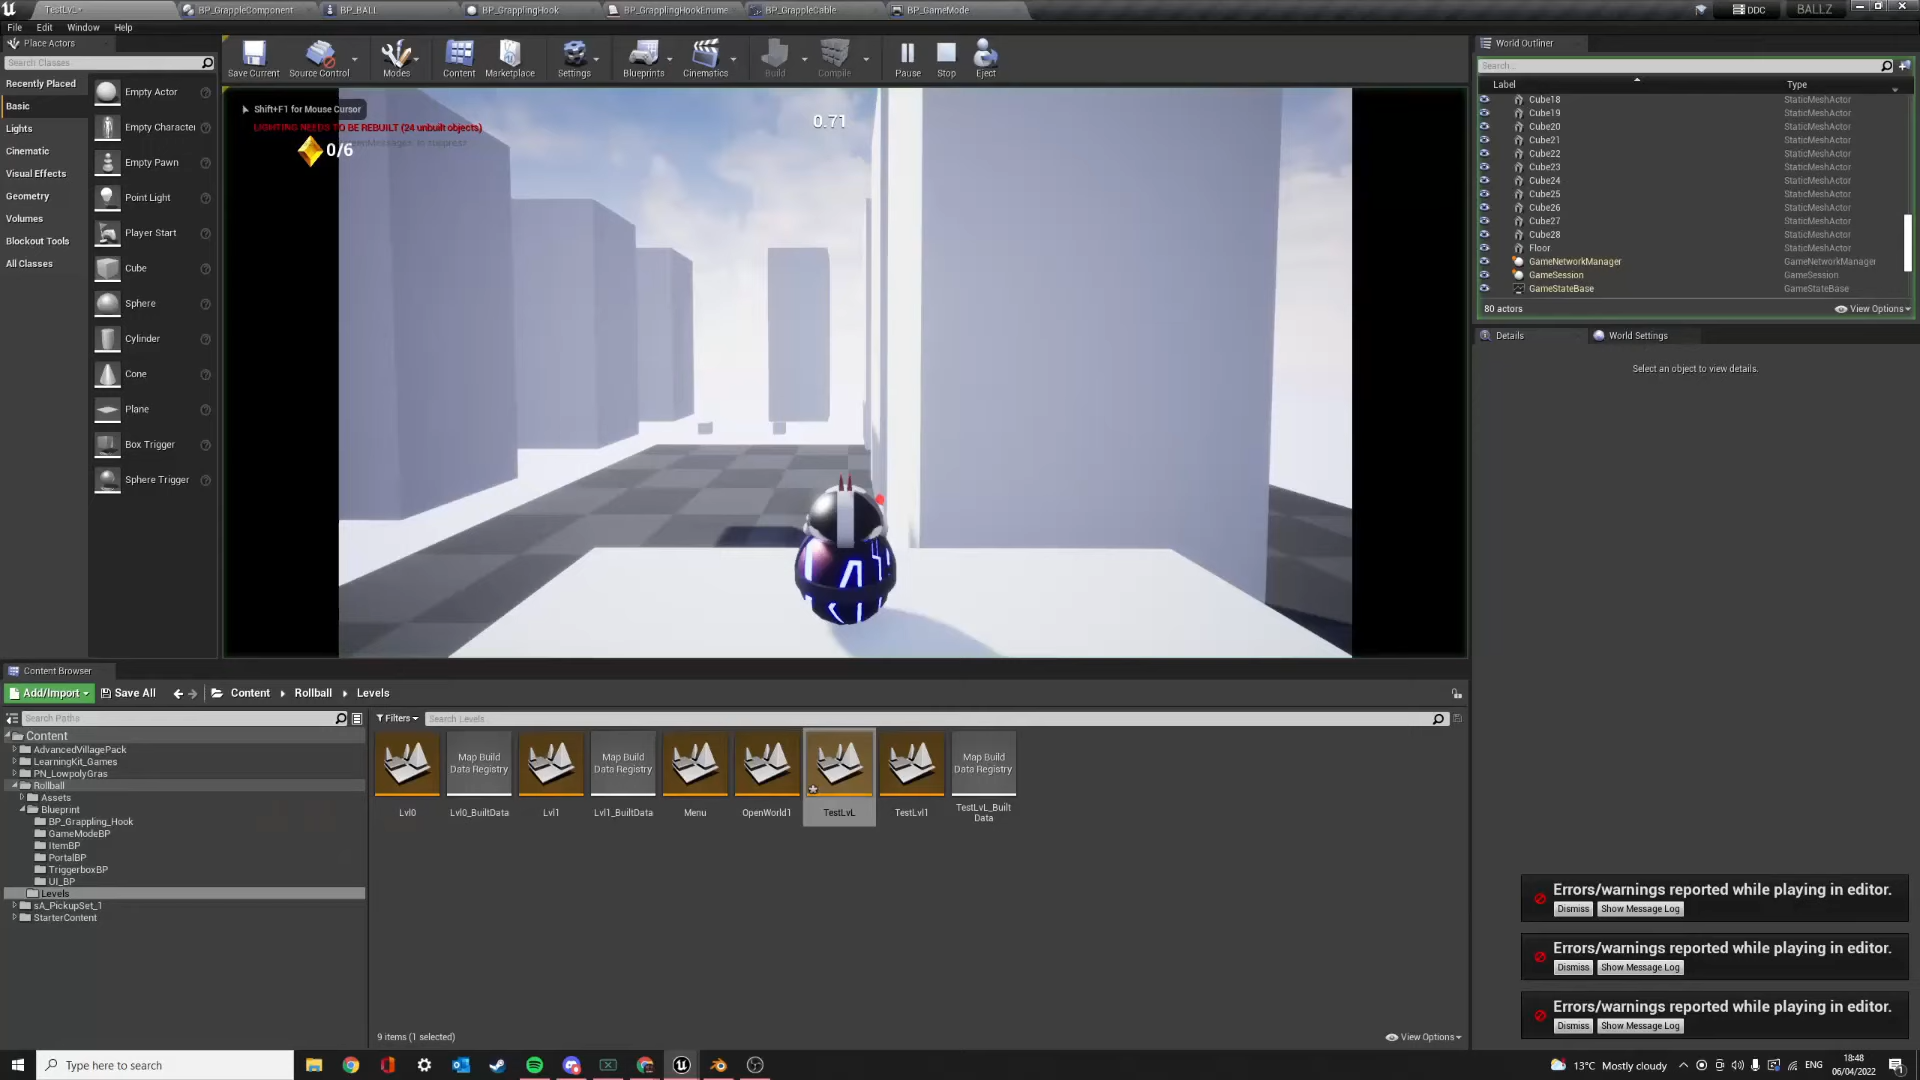 TestLvL•
BP_GrappleComponent
BP_BALL
BP_GrapplingHook
BP_GrapplingHookEnume
BP_GrappleCable
BP_GameMode
DDC
BALLZ
File Edit Window Help
Place Actors
Search Classes
Recently Placed
Basic
Lights
Cinematic
Visual Effects
Geometry
Volumes
Blockout Tools
All Classes
Empty Actor
Empty Character
Empty Pawn
Point Light
Player Start
Cube
Sphere
Cylinder
Cone
Plane
Box Trigger
Sphere Trigger
Save Current
Source Control
Modes
Content
Marketplace
Settings
Blueprints
Cinematics
Build
Compile
Pause
Stop
Eject
Shift+F1 for Mouse Cursor
LIGHTING NEEDS TO BE REBUILT (24 unbuilt objects)
0/6
0.71
World Outliner
Search...
Label Type
Cube18 StaticMeshActor
Cube19 StaticMeshActor
Cube20 StaticMeshActor
Cube21 StaticMeshActor
Cube22 StaticMeshActor
Cube23 StaticMeshActor
Cube24 StaticMeshActor
Cube25 StaticMeshActor
Cube26 StaticMeshActor
Cube27 StaticMeshActor
Cube28 StaticMeshActor
Floor StaticMeshActor
GameNetworkManager GameNetworkManager
GameSession GameSession
GameStateBase GameStateBase
80 actors
View Options
Details
World Settings
Select an object to view details.
Content Browser
Add/Import
Save All
Content Rollball Levels
Search Paths
Filters
Search Levels
Content
AdvancedVillagePack
LearningKit_Games
PN_LowpolyGras
Rollball
Assets
Blueprint
BP_Grappling_Hook
GameModeBP
ItemBP
PortalBP
TriggerboxBP
UI_BP
Levels
sA_PickupSet_1
StarterContent
Map Build
Data Registry
Map Build
Data Registry
Map Build
Data Registry
Lvl0
Lvl0_BuiltData
Lvl1
Lvl1_BuiltData
Menu
OpenWorld1
TestLvL
TestLvl1
TestLvL_Built
Data
9 items (1 selected)
View Options
Errors/warnings reported while playing in editor.
Dismiss Show Message Log
Errors/warnings reported while playing in editor.
Dismiss Show Message Log
Errors/warnings reported while playing in editor.
Dismiss Show Message Log
Type here to search
13°C Mostly cloudy
ENG
18:48
06/04/2022